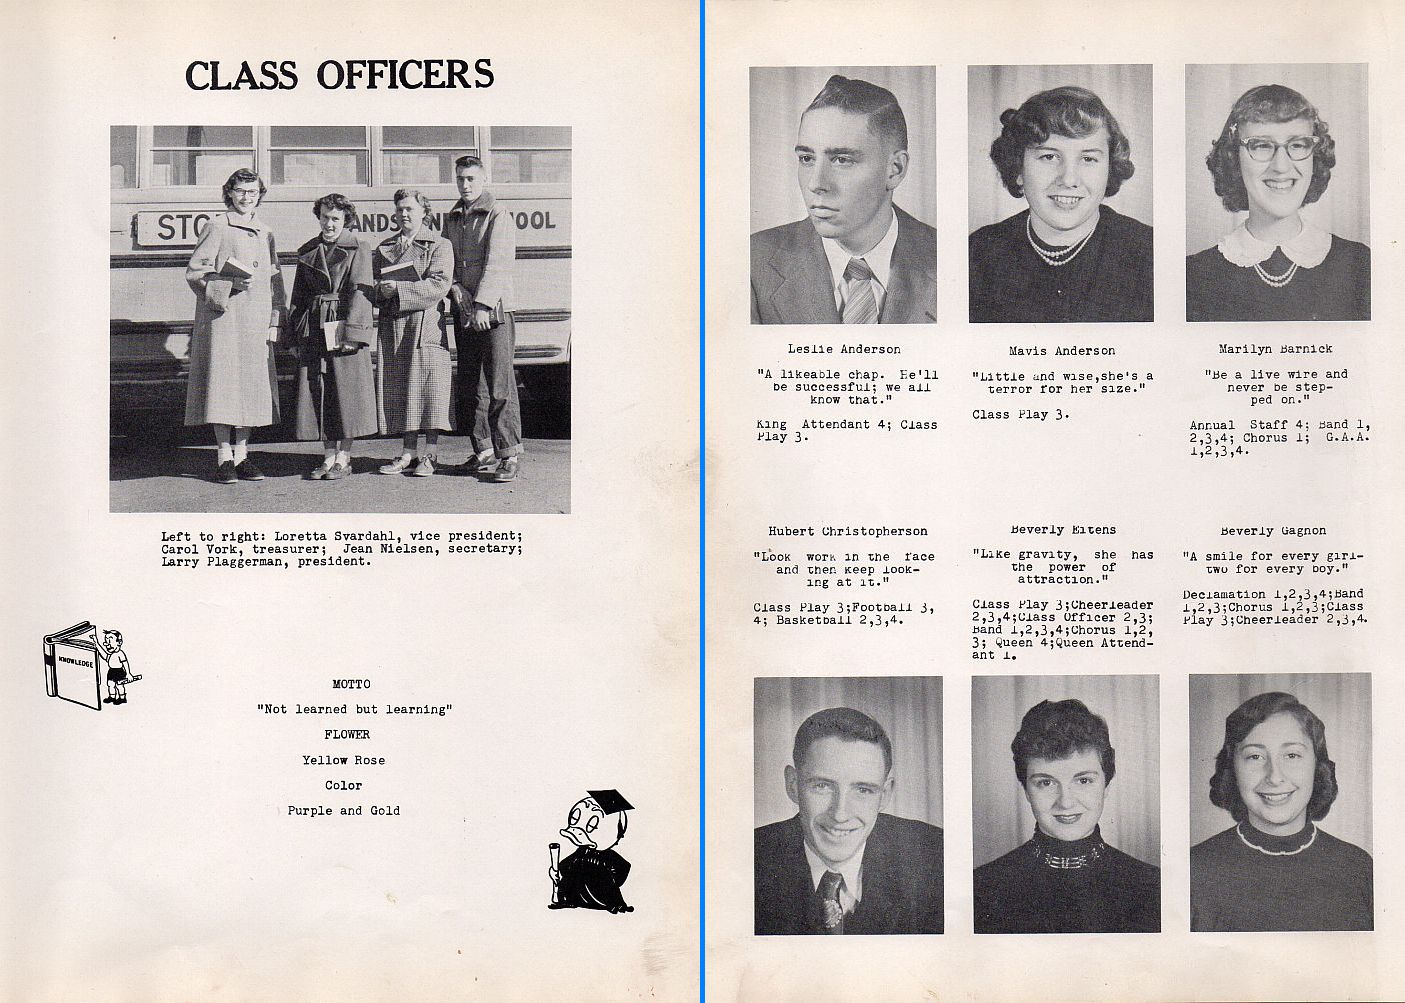 CLASS OFFICERS
STO
ANDS
N
OOL
Left to right: Loretta Svardahl, vice president;
Carol Vork, treasurer; Jean Nielsen, secretary;
Larry Plaggerman, president.
KNOWLEDGE
MOTTO
"Not learned but learning"
FLOWER
Yellow Rose
Color
Purple and Gold
Leslie Anderson
"A likeable chap. He'll
be successful; we all
know that."
King Attendant 4; Class
Play 3.
Mavis Anderson
"Little and wise,she's a
terror for her size."
Class Play 3.
Marilyn Barnick
"Be a live wire and
never be step-
ped on."
Annual Staff 4; Band 1,
2,3,4; Chorus 1; G.A.A.
1,2,3,4.
Hubert Christopherson
"Look work in the face
and then keep look-
ing at it."
Class Play 3;Football 3,
4; Basketball 2,3,4.
Beverly Eitens
"Like gravity, she has
the power of
attraction."
Class Play 3;Cheerleader
2,3,4;Class Officer 2,3;
Band 1,2,3,4;Chorus 1,2,
3; Queen 4;Queen Attend-
ant 1.
Beverly Gagnon
"A smile for every girl-
two for every boy."
Declamation 1,2,3,4;Band
1,2,3;Chorus 1,2,3;Class
Play 3;Cheerleader 2,3,4.